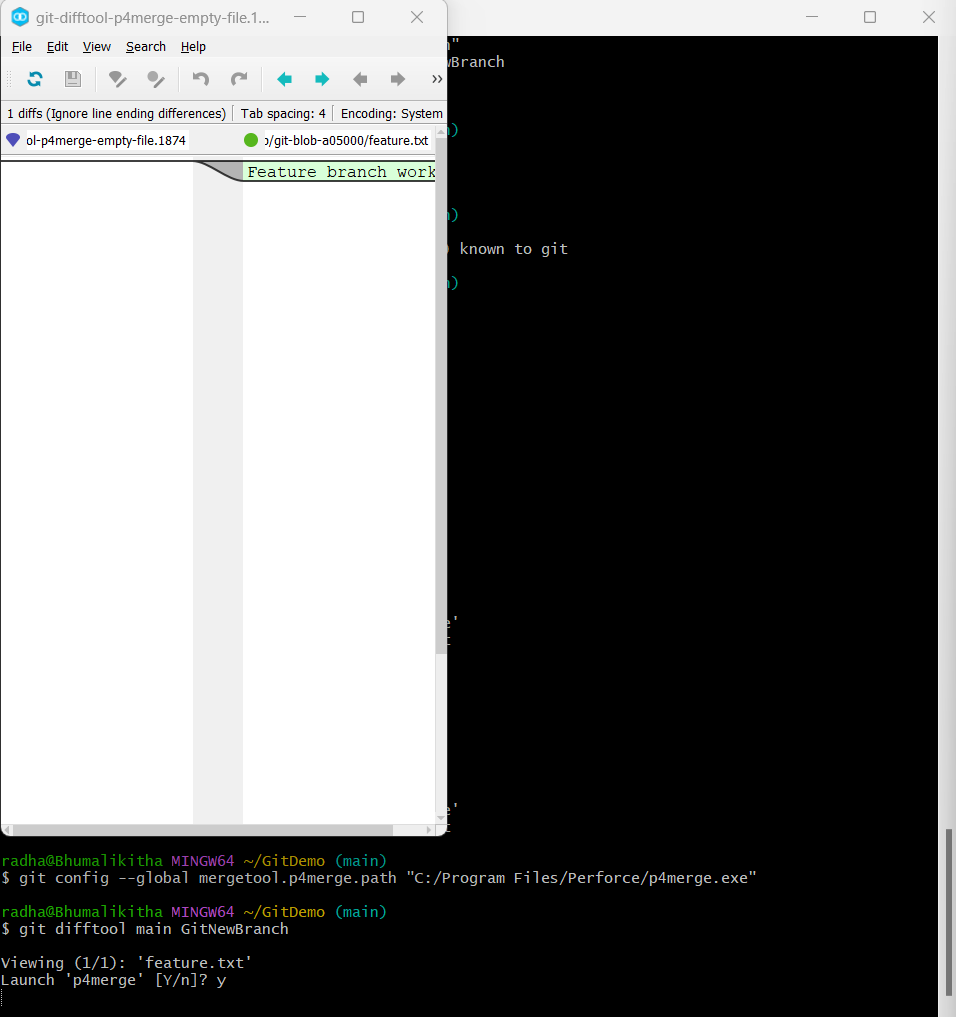 git-difftool-p4merge-empty-file.1...
File Edit View Search Help
1 diffs (Ignore line ending differences) Tab spacing: 4 Encoding: System
ol-p4merge-empty-file.1874 /git-blob-a05000/feature.txt
Feature branch work
"
wBranch
)
)
) known to git
)
e'
t
e'
t
radha@Bhumalikitha MINGW64 ~/GitDemo (main)
$ git config --global mergetool.p4merge.path "C:/Program Files/Perforce/p4merge.exe"
radha@Bhumalikitha MINGW64 ~/GitDemo (main)
$ git difftool main GitNewBranch
Viewing (1/1): 'feature.txt'
Launch 'p4merge' [Y/n]? y